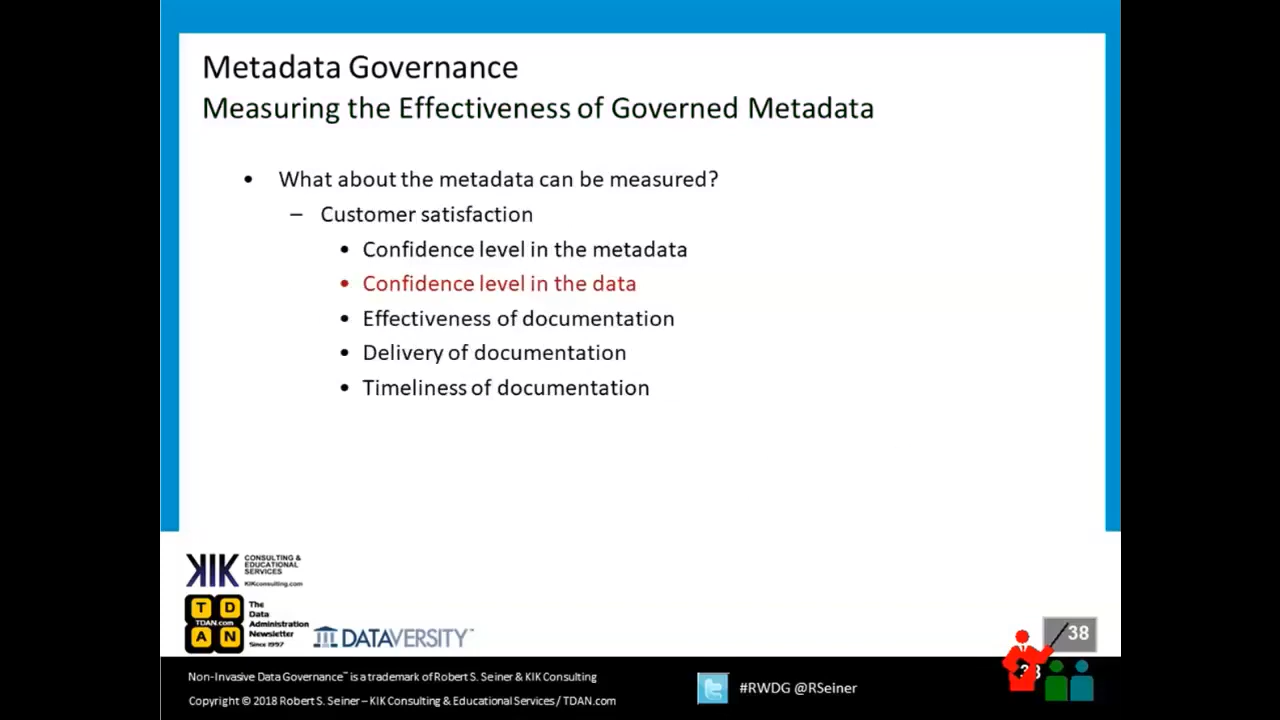 Metadata Governance
Measuring the Effectiveness of Governed Metadata
• What about the metadata can be measured?
– Customer satisfaction
• Confidence level in the metadata
• Confidence level in the data
• Effectiveness of documentation
• Delivery of documentation
• Timeliness of documentation
KIK CONSULTING &
EDUCATIONAL
SERVICES
KIKconsulting.com
T D
TDAN.com
A N
The
Data
Administration
Newsletter
Since 1997
DATAVERSITY™
38
38
Non-Invasive Data Governance™ is a trademark of Robert S. Seiner & KIK Consulting
#RWDG @RSeiner
Copyright © 2018 Robert S. Seiner – KIK Consulting & Educational Services / TDAN.com